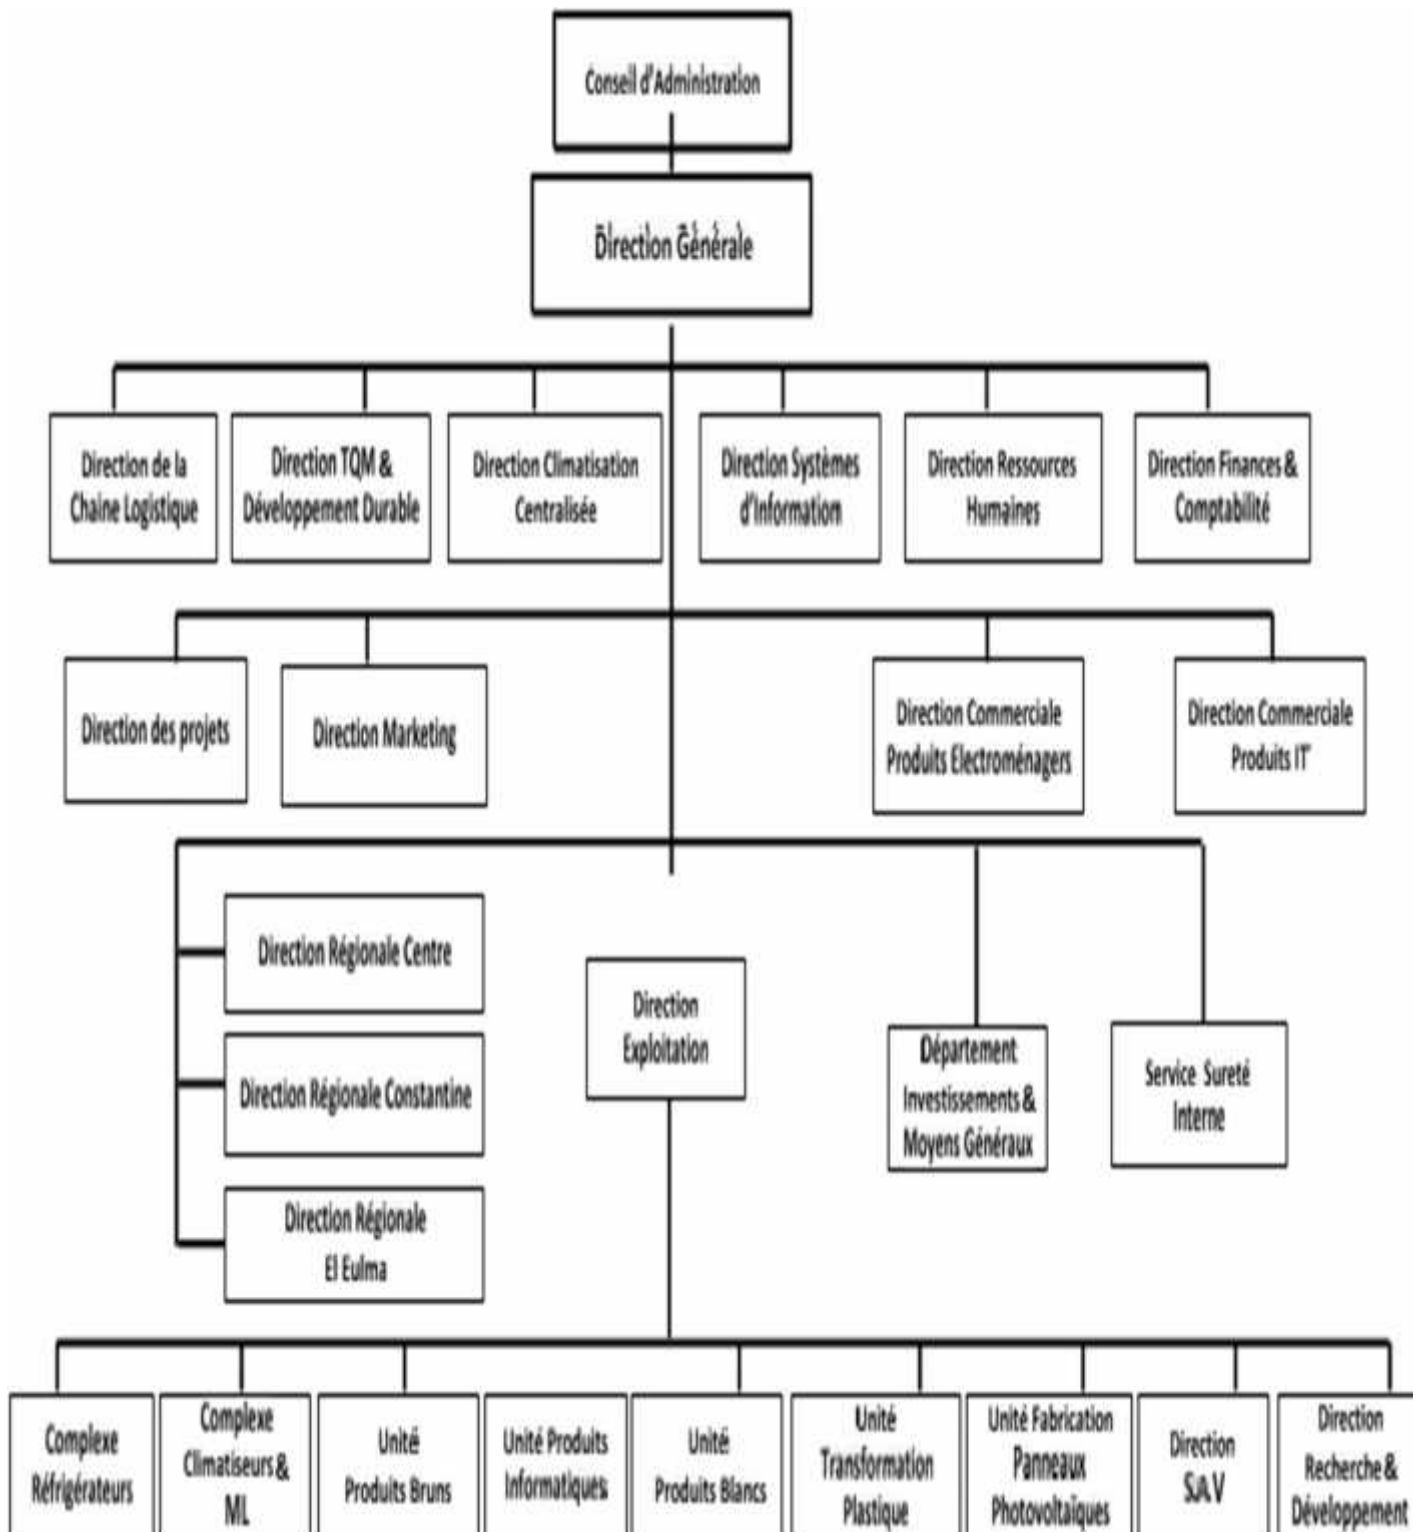 Conseil d'Administration
Direction Générale
Direction de la
Chaine Logistique
Direction TQM &
Développement Durable
Direction Climatisation
Centralisée
Direction Systèmes
d'Information
Direction Ressources
Humaines
Direction Finances &
Comptabilité
Direction des projets
Direction Marketing
Direction Commerciale
Produits Electroménagers
Direction Commerciale
Produits IT
Direction Régionale Centre
Direction Régionale Constantine
Direction Régionale
El Eulma
Direction
Exploitation
Département
Investissements &
Moyens Généraux
Service Sureté
Interne
Complexe
Réfrigérateurs
Complexe
Climatiseurs &
ML
Unité
Produits Bruns
Unité Produits
Informatiques
Unité
Produits Blancs
Unité
Transformation
Plastique
Unité Fabrication
Panneaux
Photovoltaïques
Direction
S.A.V
Direction
Recherche &
Développement